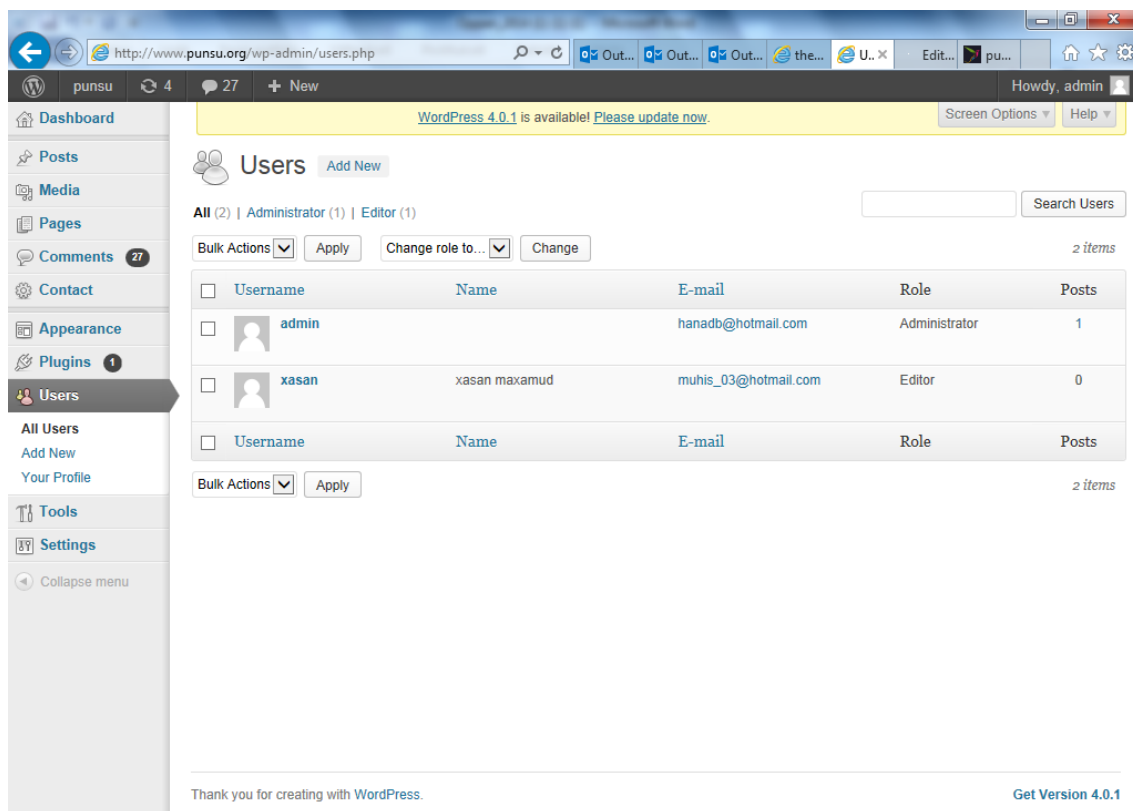 http://www.punsu.org/wp-admin/users.php
Out... Out... Out... the... U.. Edit... pu...
punsu 4 27 + New Howdy, admin
Dashboard
Posts
Media
Pages
Comments 27
Contact
Appearance
Plugins 1
Users
All Users
Add New
Your Profile
Tools
Settings
Collapse menu
WordPress 4.0.1 is available! Please update now.
Screen Options Help
Users Add New
All (2) | Administrator (1) | Editor (1)
Search Users
Bulk Actions Apply Change role to... Change 2 items
Username Name E-mail Role Posts
admin hanadb@hotmail.com Administrator 1
xasan xasan maxamud muhis_03@hotmail.com Editor 0
Username Name E-mail Role Posts
Bulk Actions Apply 2 items
Thank you for creating with WordPress. Get Version 4.0.1